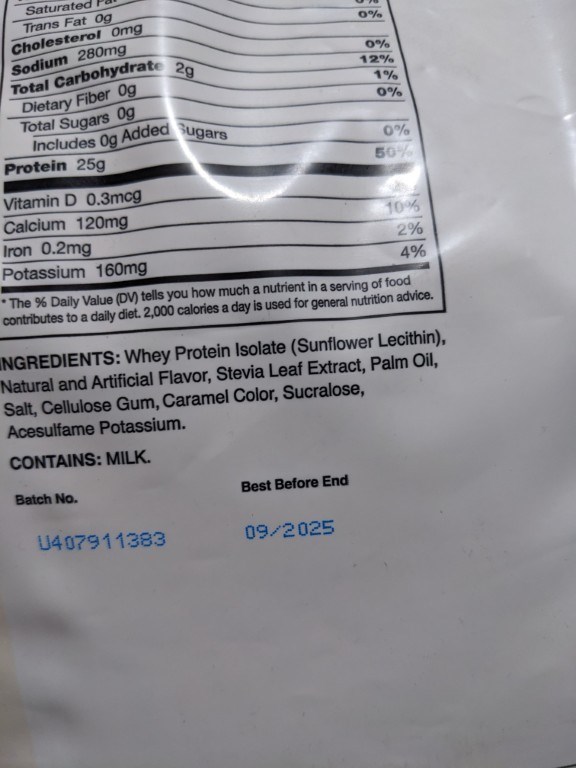 Saturated
Trans Fat 0g 0%
Cholesterol 0mg 0%
Sodium 280mg 12%
Total Carbohydrate 2g 1%
Dietary Fiber 0g 0%
Total Sugars 0g
Includes 0g Added Sugars 0%
Protein 25g 50%
Vitamin D 0.3mcg
Calcium 120mg 10%
Iron 0.2mg 2%
Potassium 160mg 4%
* The % Daily Value (DV) tells you how much a nutrient in a serving of food
contributes to a daily diet. 2,000 calories a day is used for general nutrition advice.
INGREDIENTS: Whey Protein Isolate (Sunflower Lecithin),
Natural and Artificial Flavor, Stevia Leaf Extract, Palm Oil,
Salt, Cellulose Gum, Caramel Color, Sucralose,
Acesulfame Potassium.
CONTAINS: MILK.
Batch No. Best Before End
U407911383 09/2025